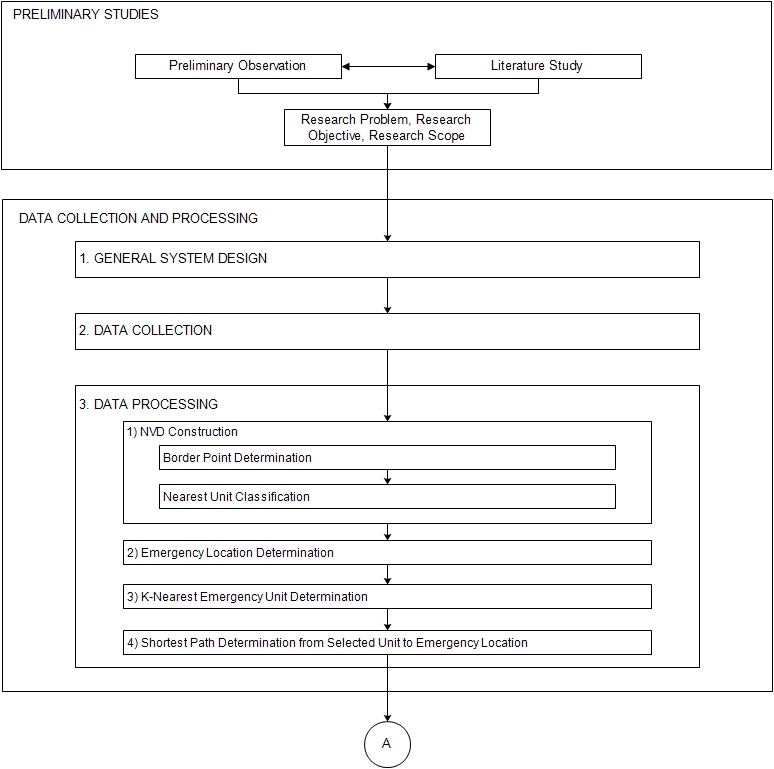 PRELIMINARY STUDIES
Preliminary Observation
Literature Study
Research Problem, Research
Objective, Research Scope
DATA COLLECTION AND PROCESSING
1. GENERAL SYSTEM DESIGN
2. DATA COLLECTION
3. DATA PROCESSING
1) NVD Construction
Border Point Determination
Nearest Unit Classification
2) Emergency Location Determination
3) K-Nearest Emergency Unit Determination
4) Shortest Path Determination from Selected Unit to Emergency Location
A